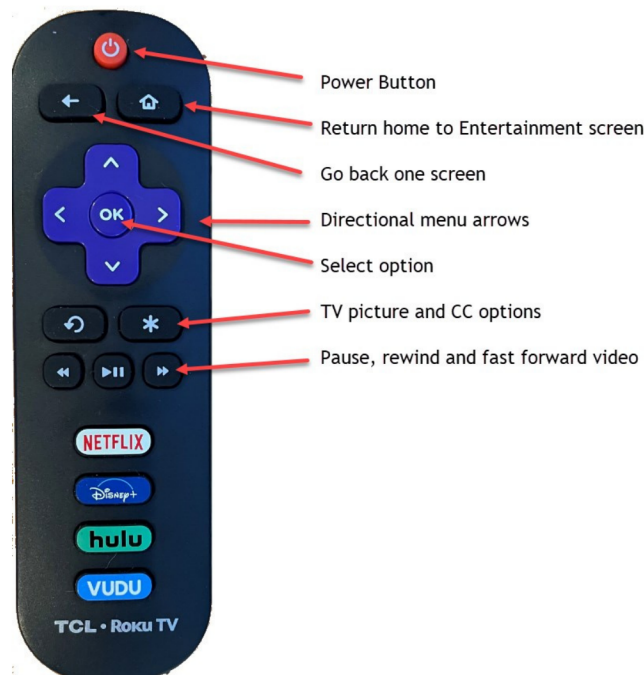 Power Button
Return home to Entertainment screen
Go back one screen
Directional menu arrows
OK
Select option
TV picture and CC options
Pause, rewind and fast forward video
NETFLIX
Disney+
hulu
VUDU
TCL • Roku TV